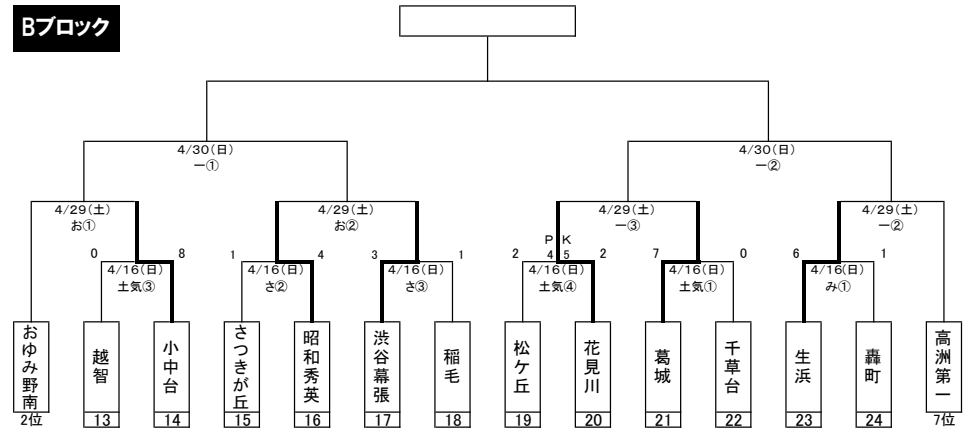 Bブロック
4/30(日)
一①
4/30(日)
一②
4/29(土)
お①
4/29(土)
お②
4/29(土)
一③
4/29(土)
一②
0 8 1 4 3 1 2 PK 2 7 0 6 1
4 5
4/16(日)
土気③
4/16(日)
さ②
4/16(日)
さ③
4/16(日)
土気④
4/16(日)
土気①
4/16(日)
み①
おゆみ野南
越智
小中台
さつきが丘
昭和秀英
渋谷幕張
稲毛
松ケ丘
花見川
葛城
千草台
生浜
轟町
高洲第一
2位 13 14 15 16 17 18 19 20 21 22 23 24 7位